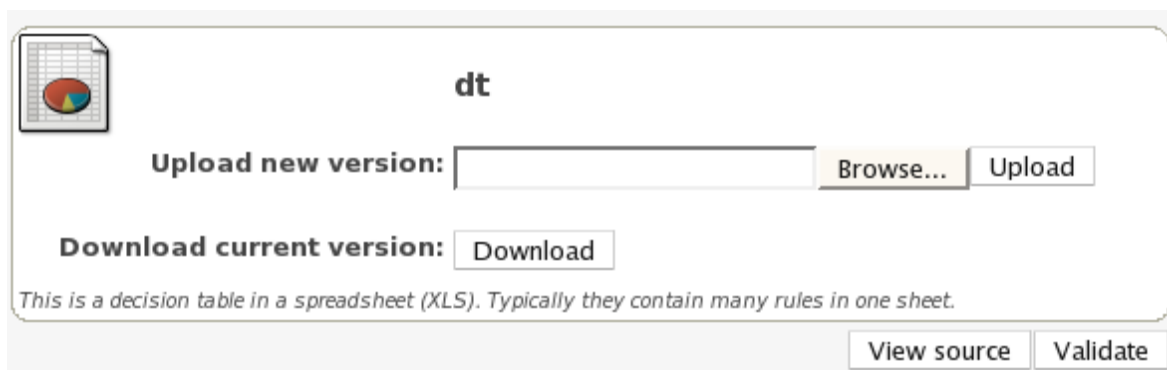 dt
Upload new version: Browse... Upload
Download current version: Download
This is a decision table in a spreadsheet (XLS). Typically they contain many rules in one sheet.
View source Validate